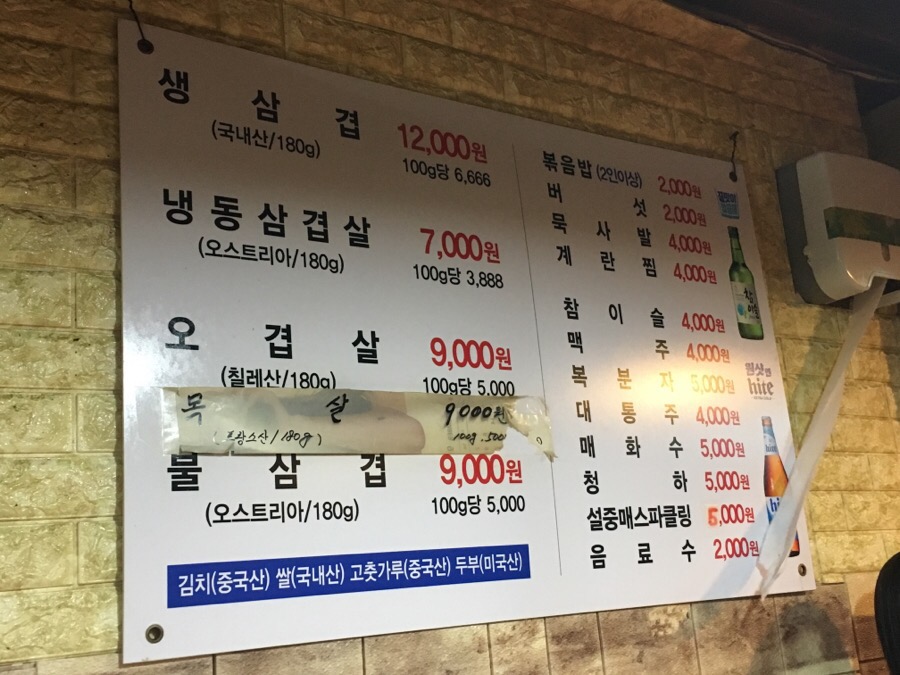 생 삼 겹 12,000원
(국내산/180g) 100g당 6,666
냉동삼겹살 7,000원
(오스트리아/180g) 100g당 3,888
오 겹 살 9,000원
(칠레산/180g) 100g당 5,000
목 살 9000원
(프랑스산/180g) 100g.500
불 삼 겹 9,000원
(오스트리아/180g) 100g당 5,000
김치(중국산) 쌀(국내산) 고춧가루(중국산) 두부(미국산)
볶음밥 (2인이상) 2,000원
버 섯 2,000원
묵 사 발 4,000원
계 란 찜 4,000원
참 이 슬 4,000원
맥 주 4,000원
복 분 자 5,000원
대 통 주 4,000원
매 화 수 5,000원
청 하 5,000원
설중매스파클링 5,000원
음 료 수 2,000원
참이슬
hite